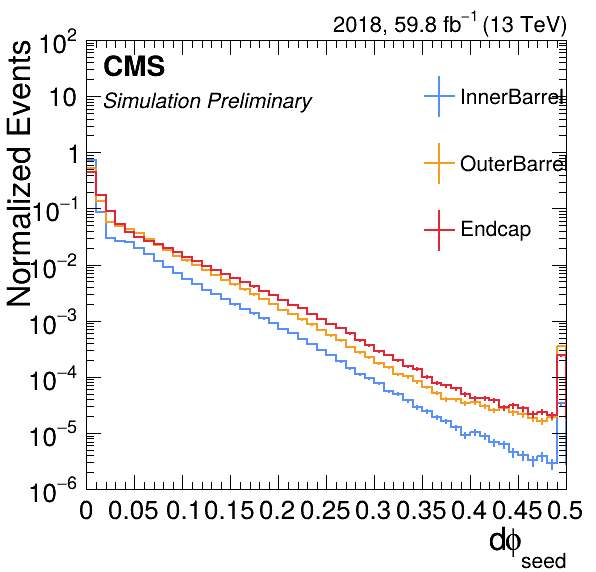 2018, 59.8 fb⁻¹ (13 TeV)
CMS
Simulation Preliminary
InnerBarrel
OuterBarrel
Endcap
Normalized Events
10²
10
1
10⁻¹
10⁻²
10⁻³
10⁻⁴
10⁻⁵
10⁻⁶
0 0.05 0.10 0.15 0.2 0.25 0.3 0.35 0.4 0.45 0.5
dϕ_seed